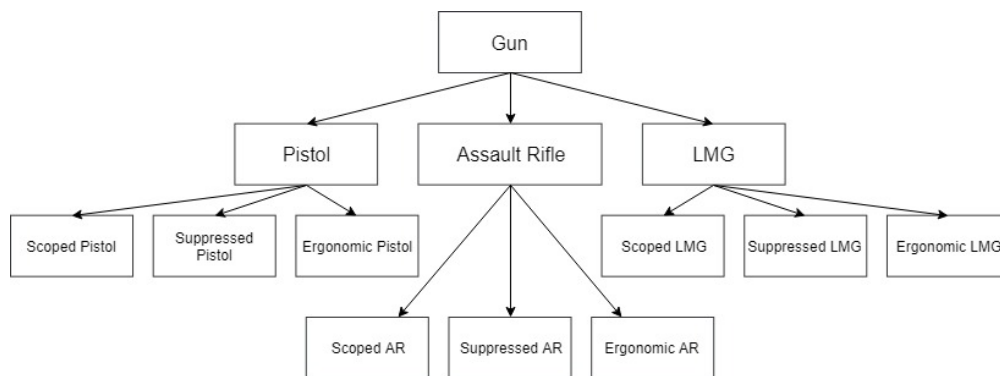 Gun
Pistol
Assault Rifle
LMG
Scoped Pistol
Suppressed
Pistol
Ergonomic Pistol
Scoped LMG
Suppressed LMG
Ergonomic LMG
Scoped AR
Suppressed AR
Ergonomic AR